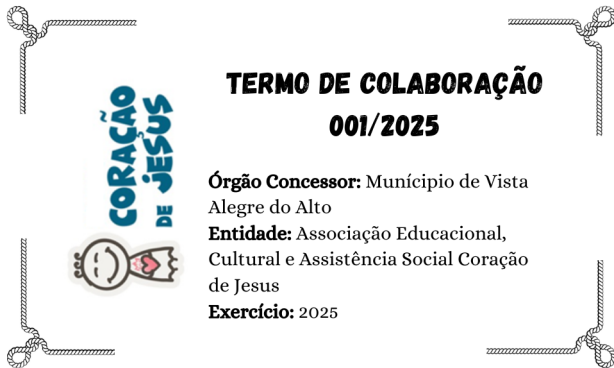 CORAÇÃO
DE JESUS
TERMO DE COLABORAÇÃO
001/2025
Órgão Concessor: Munícipio de Vista
Alegre do Alto
Entidade: Associação Educacional,
Cultural e Assistência Social Coração
de Jesus
Exercício: 2025